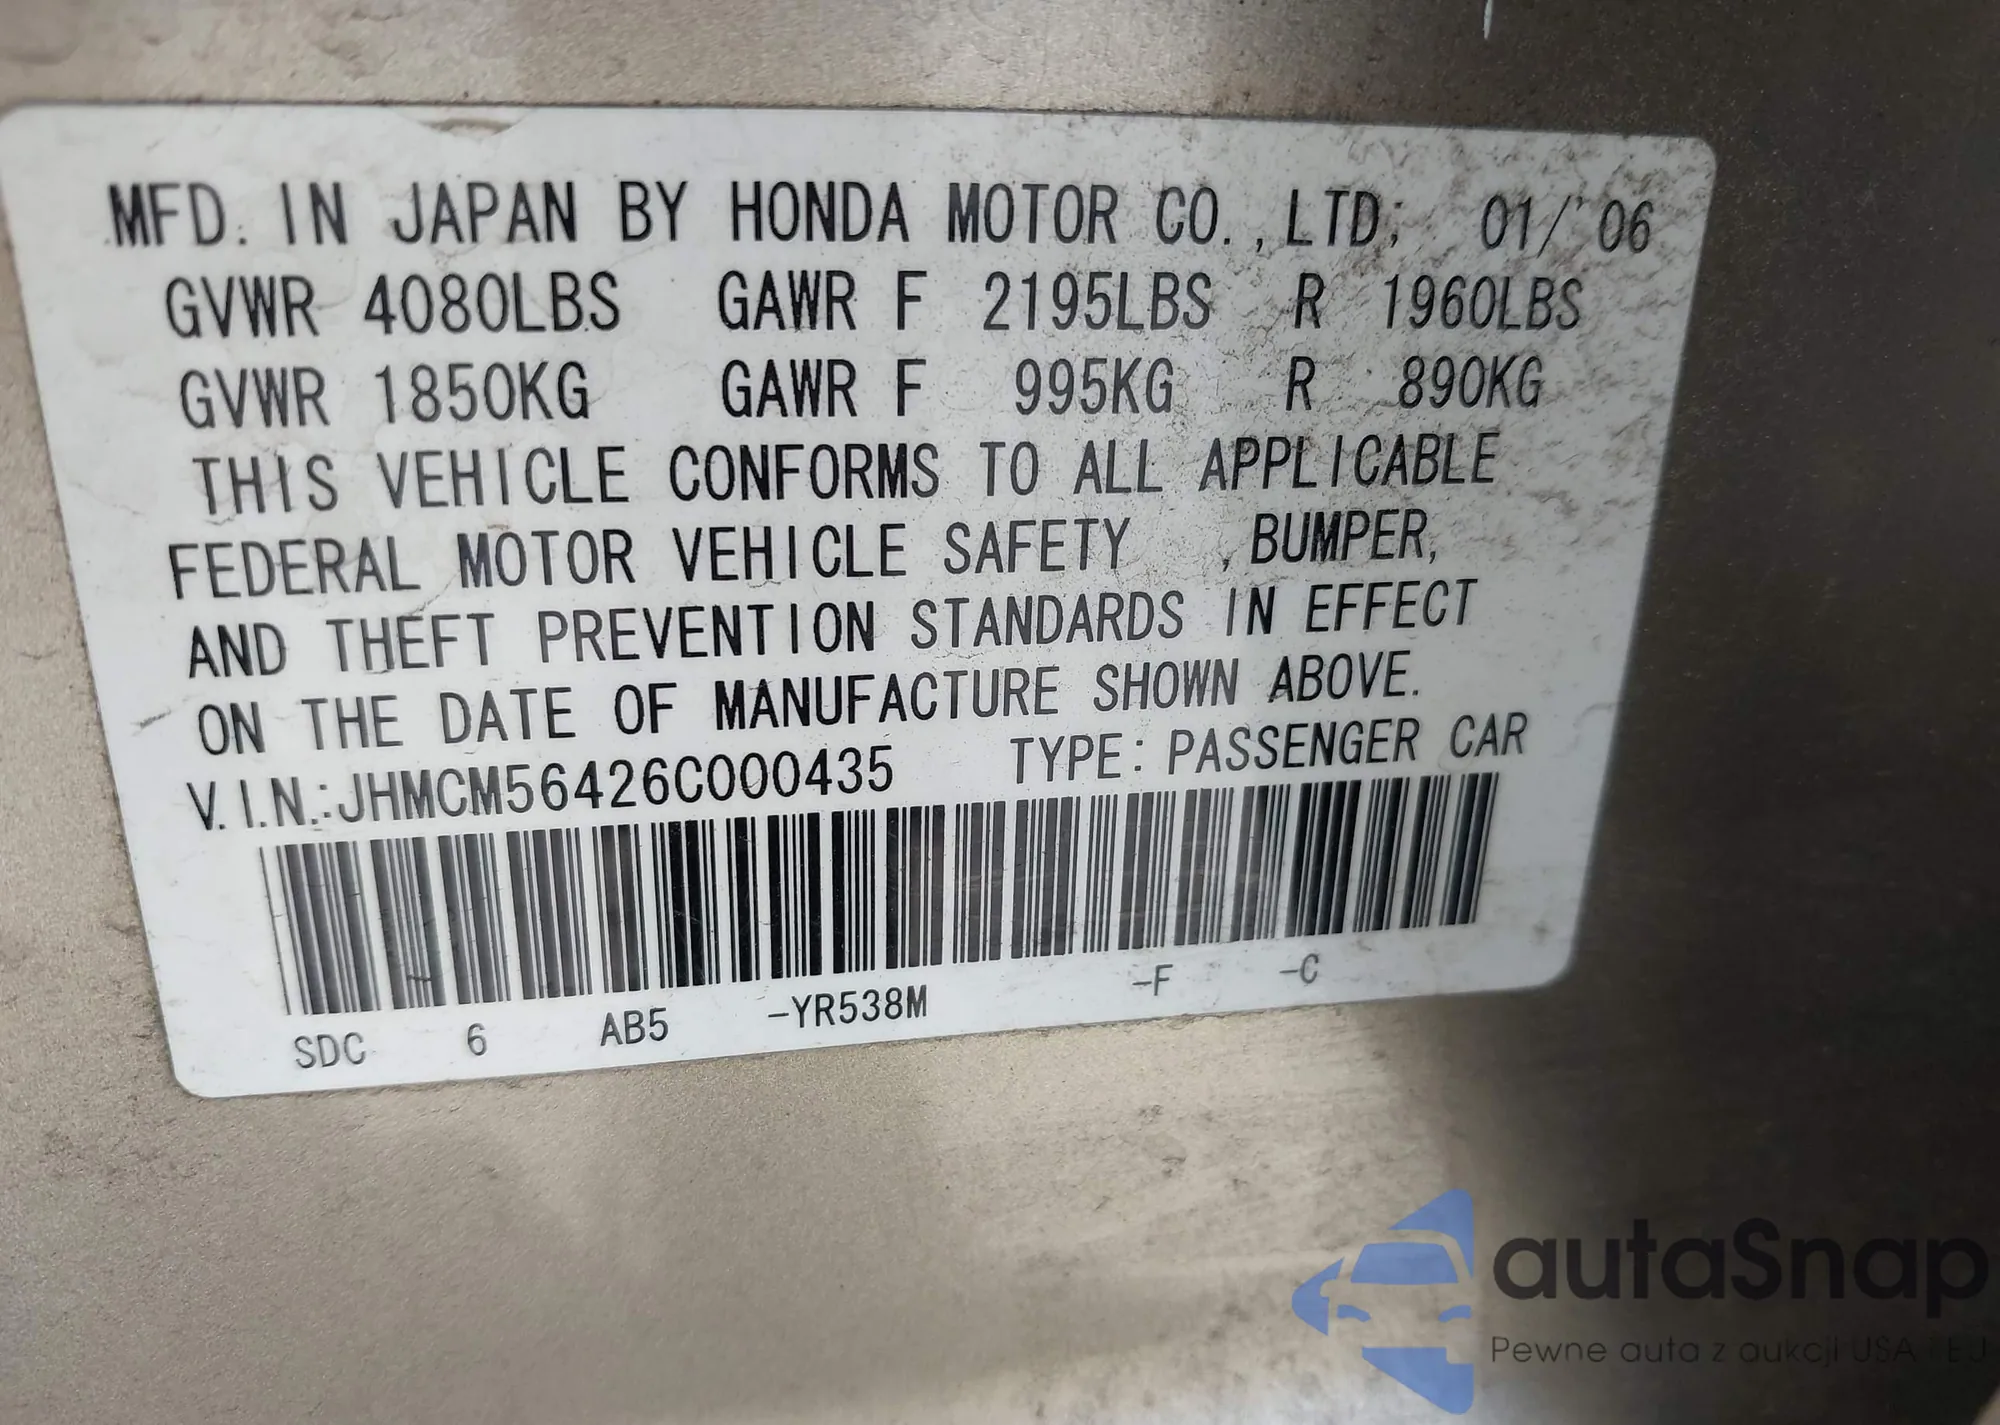 MFD. IN JAPAN BY HONDA MOTOR CO.,LTD; 01/'06
GVWR 4080LBS GAWR F 2195LBS R 1960LBS
GVWR 1850KG GAWR F 995KG R 890KG
THIS VEHICLE CONFORMS TO ALL APPLICABLE
FEDERAL MOTOR VEHICLE SAFETY , BUMPER,
AND THEFT PREVENTION STANDARDS IN EFFECT
ON THE DATE OF MANUFACTURE SHOWN ABOVE.
V.I.N.:JHMCM56426C000435 TYPE: PASSENGER CAR
SDC 6 AB5 -YR538M -F -C
autaSnap
Pewne auta z aukcji USA i EJ